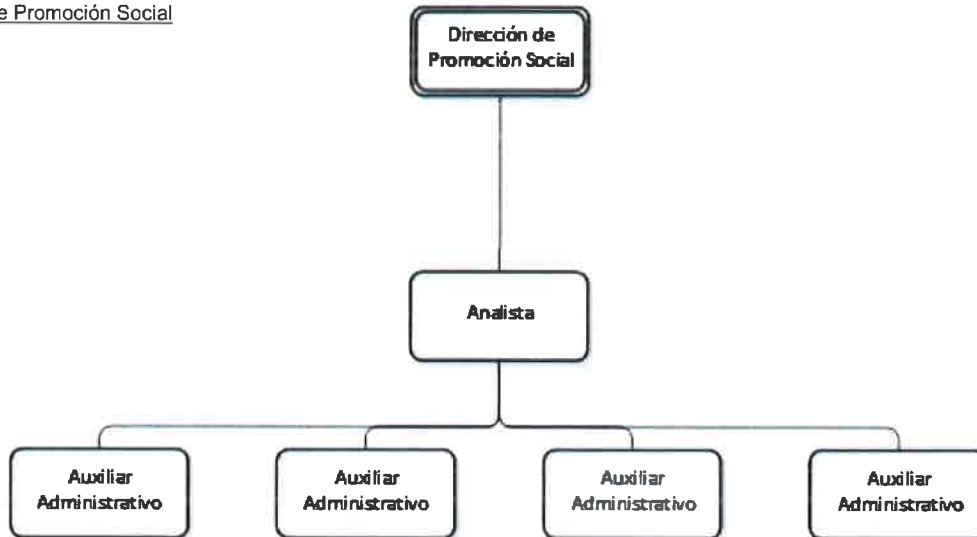 e Promoción Social
Dirección de
Promoción Social
Analista
Auxiliar
Administrativo
Auxiliar
Administrativo
Auxiliar
Administrativo
Auxiliar
Administrativo